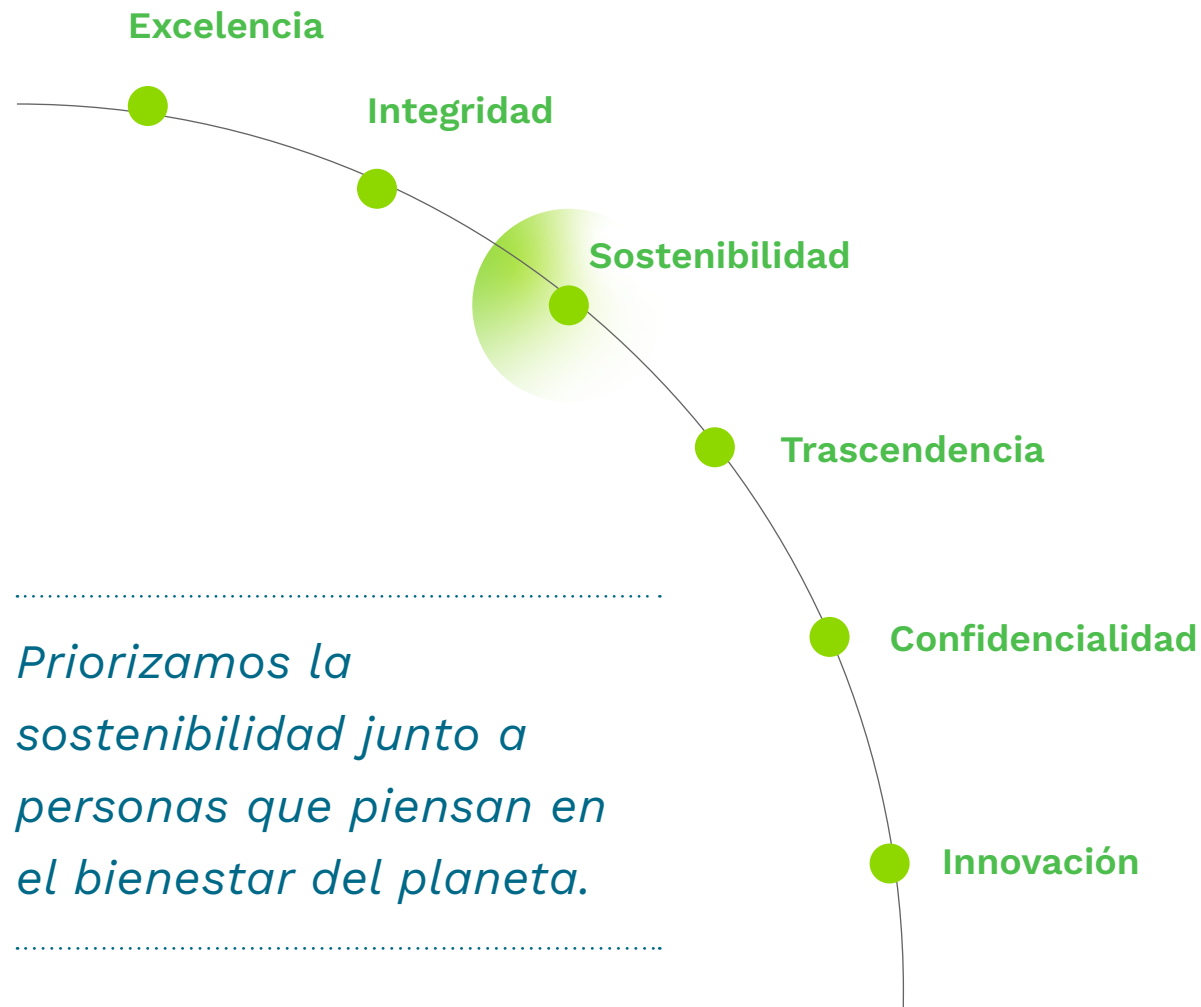 Excelencia
Integridad
Sostenibilidad
Trascendencia
Confidencialidad
Innovación
Priorizamos la
sostenibilidad junto a
personas que piensan en
el bienestar del planeta.